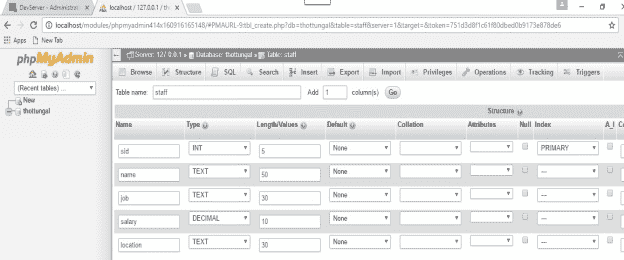 DevServer - Administrat
localhost / 127.0.0.1 / th
localhost/modules/phpmyadmin414x160916165148/#PMAURL-9:tbl_create.php?db=thottungal&table=staff&server=1&target=&token=751d3d8f1c61f80dbed0b9173e878de6
Apps New Tab
phpMyAdmin
(Recent tables) ...
New
thottungal
Server: 127.0.0.1 » Database: thottungal » Table: staff
Browse Structure SQL Search Insert Export Import Privileges Operations Tracking Triggers
Table name staff Add 1 column(s) Go
Structure
Name Type Length/Values Default Collation Attributes Null Index A_I Co
sid INT 5 None PRIMARY
name TEXT 50 None ---
job TEXT 30 None ---
salary DECIMAL 10 None ---
location TEXT 30 None ---